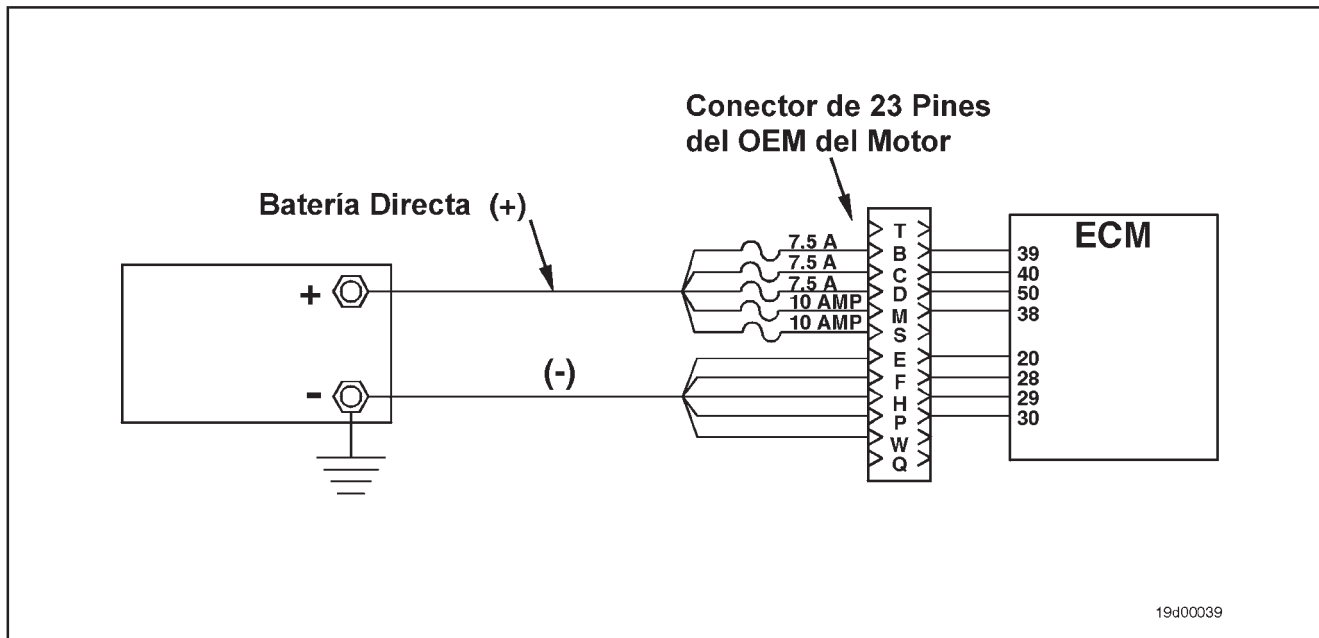 Conector de 23 Pines
del OEM del Motor
Batería Directa (+)
T
ECM
7.5 A
B
39
7.5 A
C
40
7.5 A
D
50
+
10 AMP
M
38
10 AMP
S
E
20
(-)
F
28
-
H
29
P
30
W
Q
19d00039